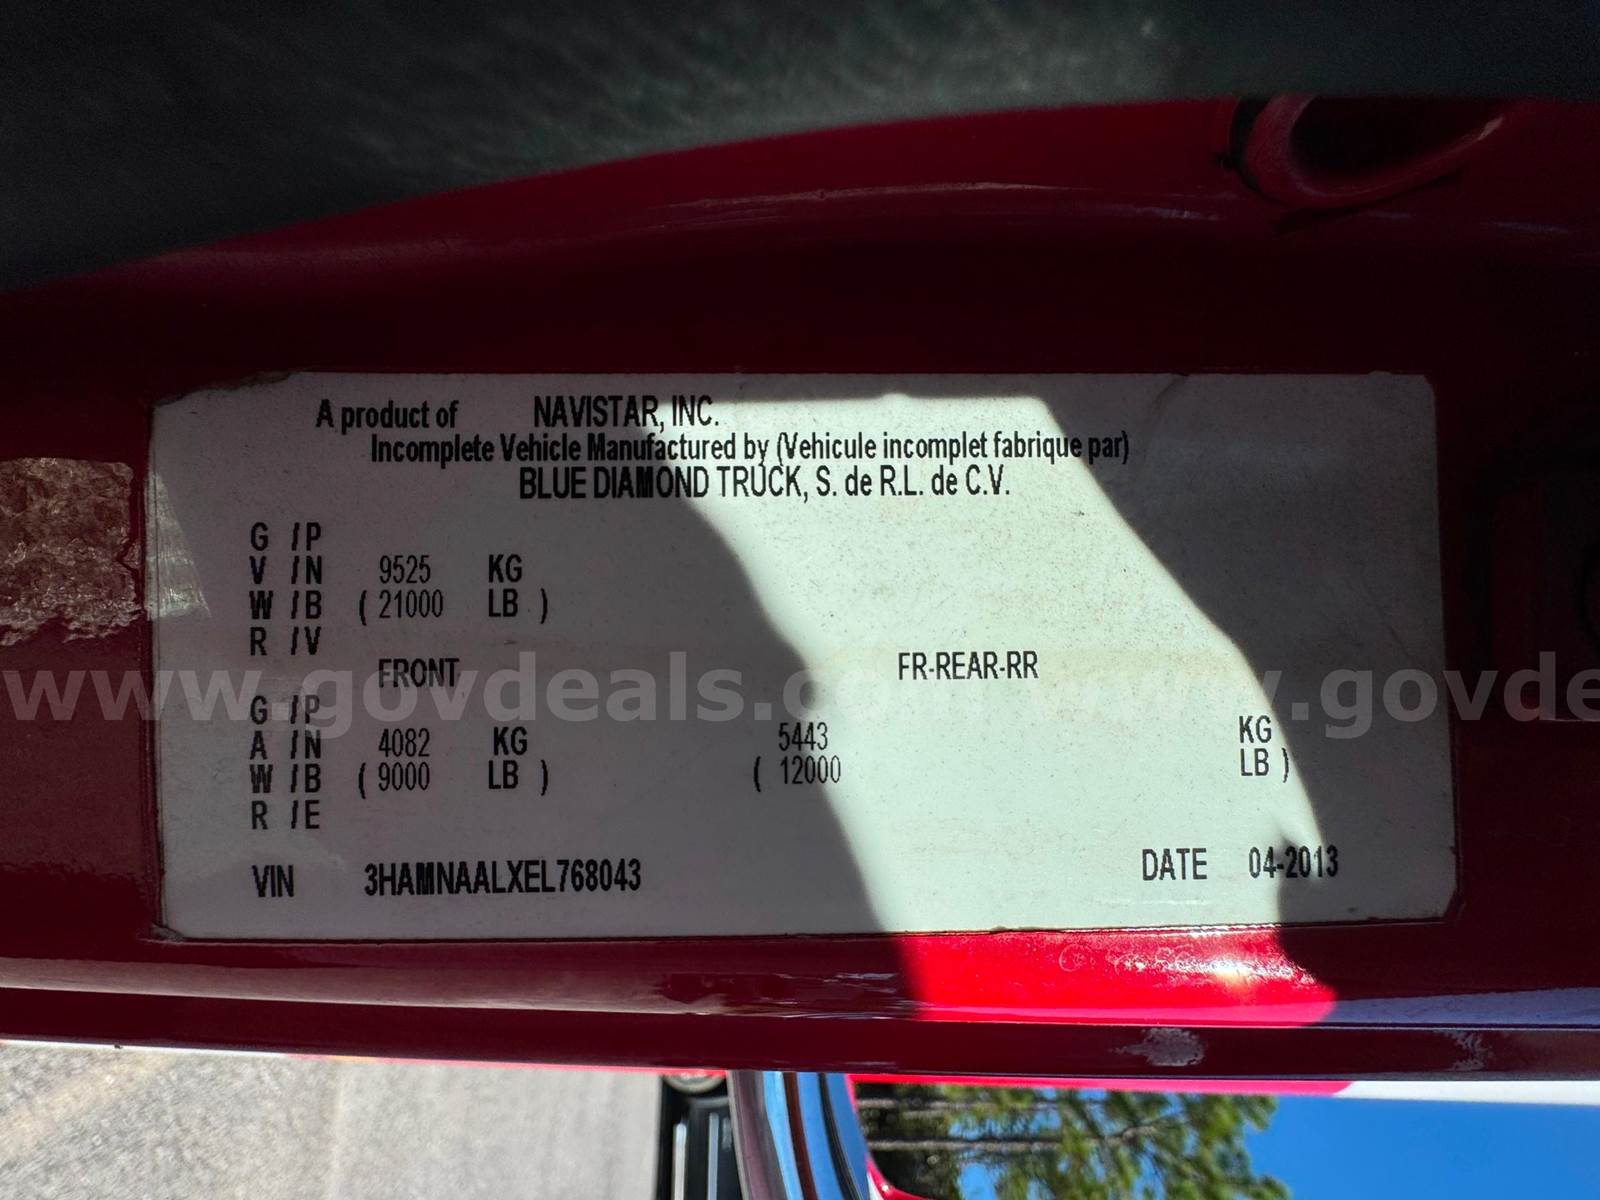 A product of NAVISTAR, INC.
Incomplete Vehicle Manufactured by (Vehicule incomplet fabrique par)
BLUE DIAMOND TRUCK, S. de R.L. de C.V.
G /P
V /N 9525 KG
W /B ( 21000 LB )
R /V
FRONT FR-REAR-RR
www.govdeals.com www.govde
G /P
A /N 4082 KG 5443 KG
W /B ( 9000 LB ) ( 12000 LB )
R /E
VIN 3HAMNAALXEL768043 DATE 04-2013